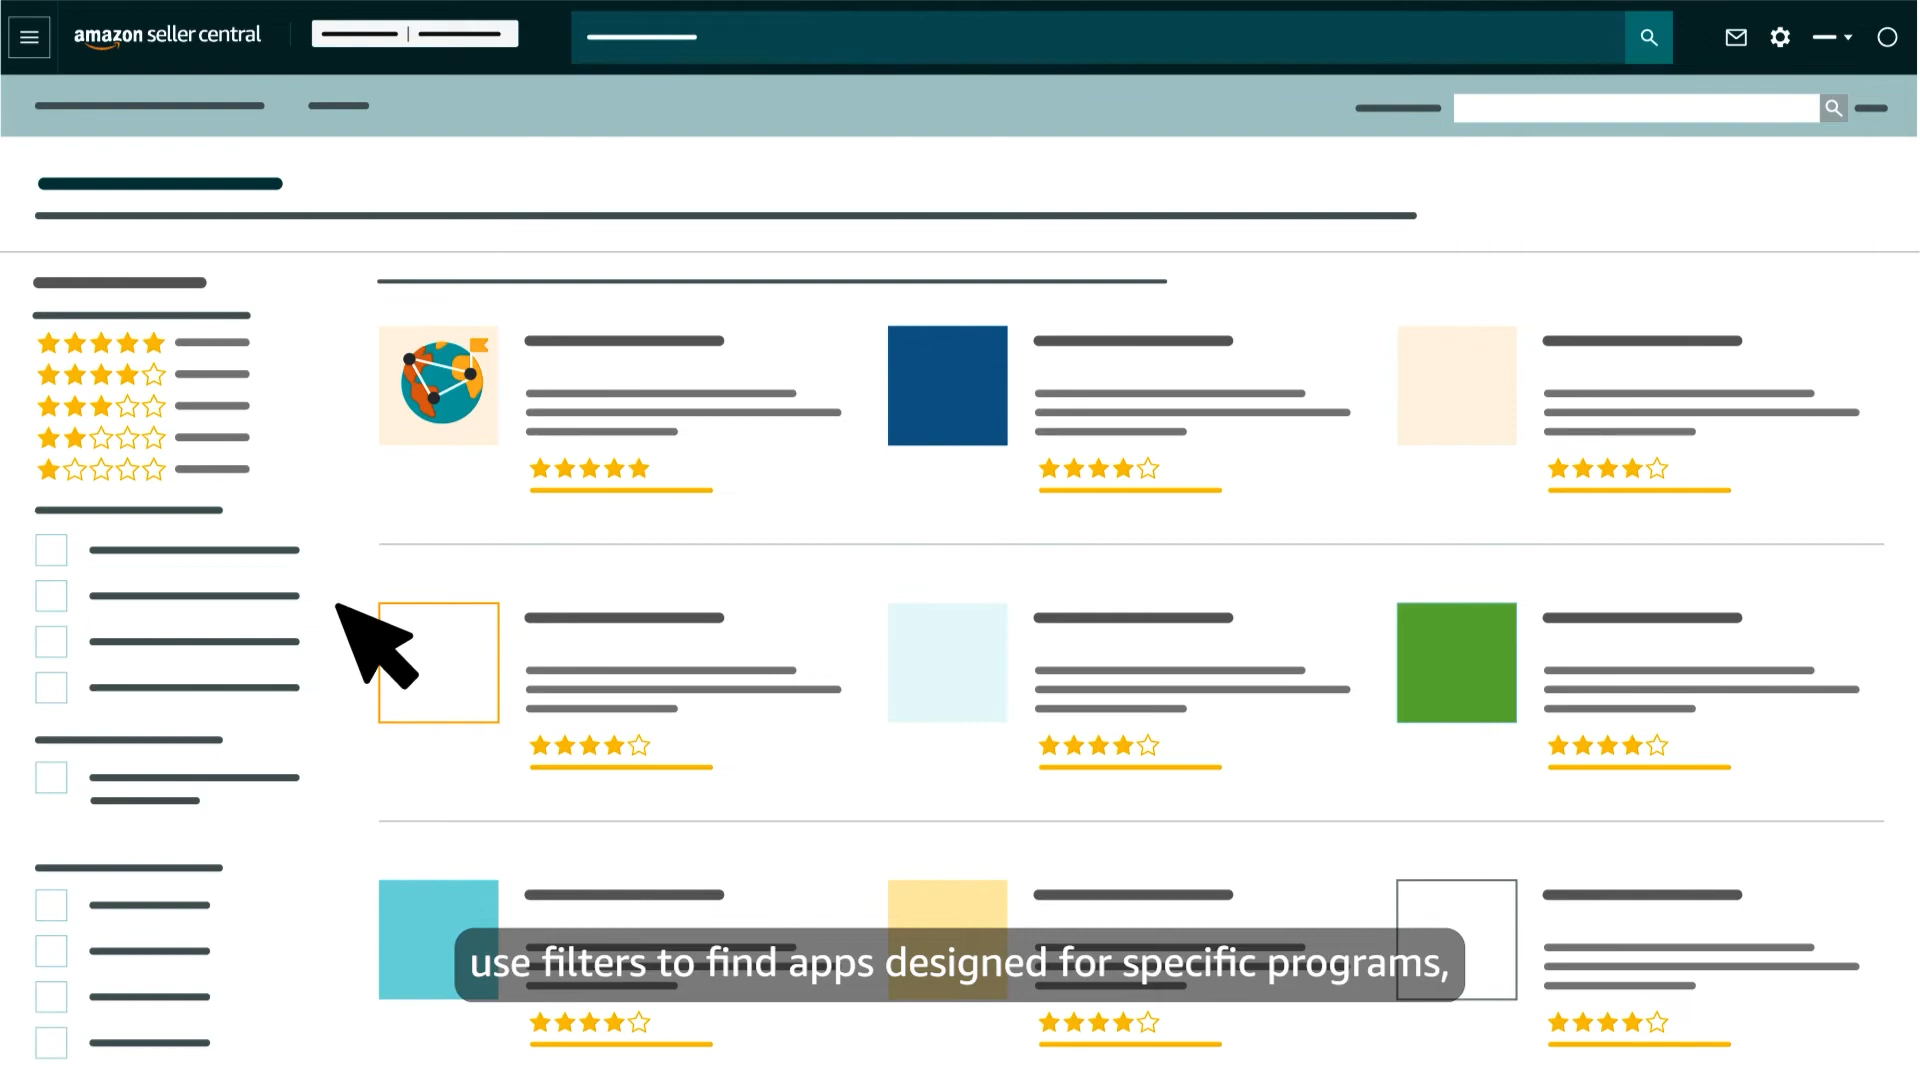 amazon seller central
use filters to find apps designed for specific programs,